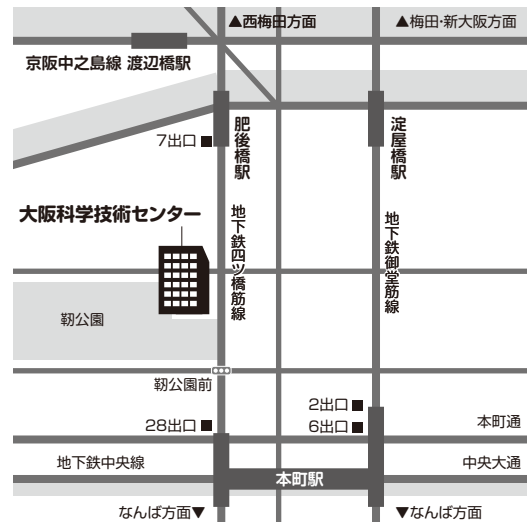 ▲西梅田方面
▲梅田・新大阪方面
京阪中之島線 渡辺橋駅
7出口
肥後橋駅
淀屋橋駅
大阪科学技術センター
地下鉄四ツ橋筋線
地下鉄御堂筋線
靭公園
靭公園前
2出口
28出口
6出口
本町通
地下鉄中央線
中央大通
本町駅
なんば方面▼
▼なんば方面